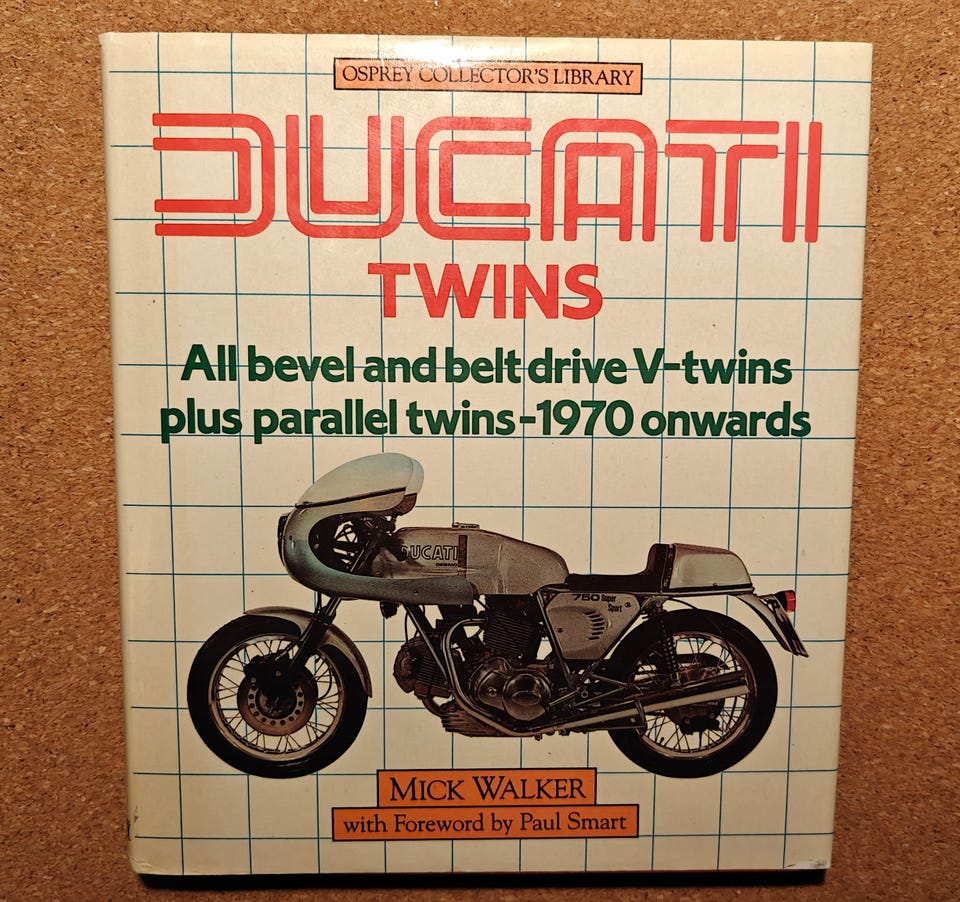 OSPREY COLLECTOR'S LIBRARY
DUCATI
TWINS
All bevel and belt drive V-twins
plus parallel twins-1970 onwards
DUCATI
DESMO
750 Super
Sport
MICK WALKER
with Foreword by Paul Smart